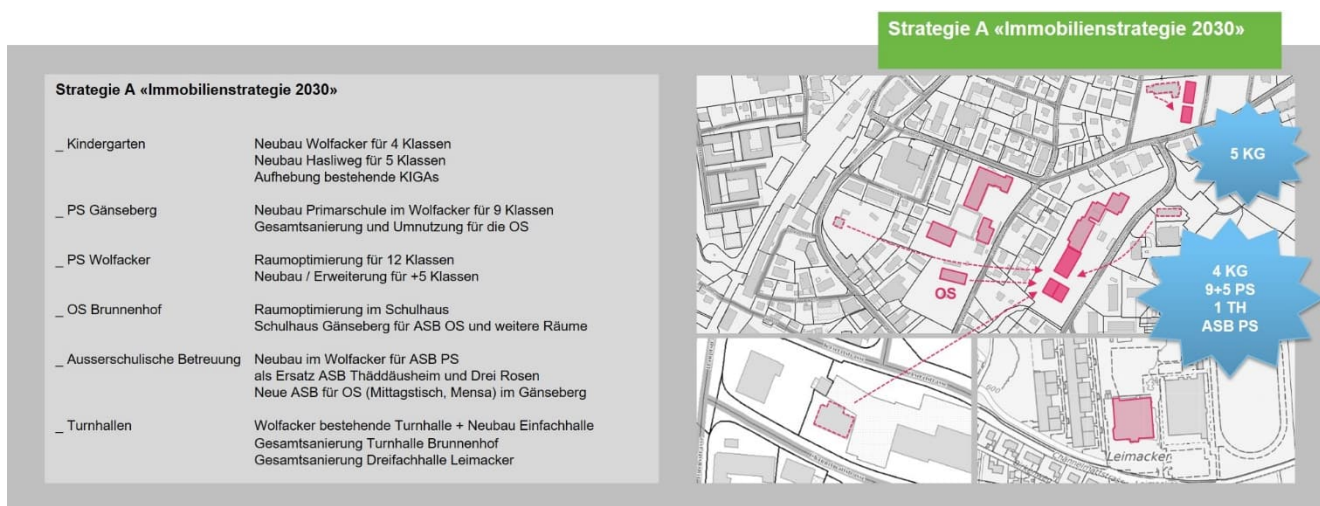 Strategie A «Immobilienstrategie 2030»
Strategie A «Immobilienstrategie 2030»
_ Kindergarten Neubau Wolfacker für 4 Klassen
Neubau Hasliweg für 5 Klassen
Aufhebung bestehende KIGAs
_ PS Gänseberg Neubau Primarschule im Wolfacker für 9 Klassen
Gesamtsanierung und Umnutzung für die OS
_ PS Wolfacker Raumoptimierung für 12 Klassen
Neubau / Erweiterung für +5 Klassen
_ OS Brunnenhof Raumoptimierung im Schulhaus
Schulhaus Gänseberg für ASB OS und weitere Räume
_ Ausserschulische Betreuung Neubau im Wolfacker für ASB PS
als Ersatz ASB Thäddäusheim und Drei Rosen
Neue ASB für OS (Mittagstisch, Mensa) im Gänseberg
_ Turnhallen Wolfacker bestehende Turnhalle + Neubau Einfachhalle
Gesamtsanierung Turnhalle Brunnenhof
Gesamtsanierung Dreifachhalle Leimacker
5 KG
OS
4 KG
9+5 PS
1 TH
ASB PS
Leimacker